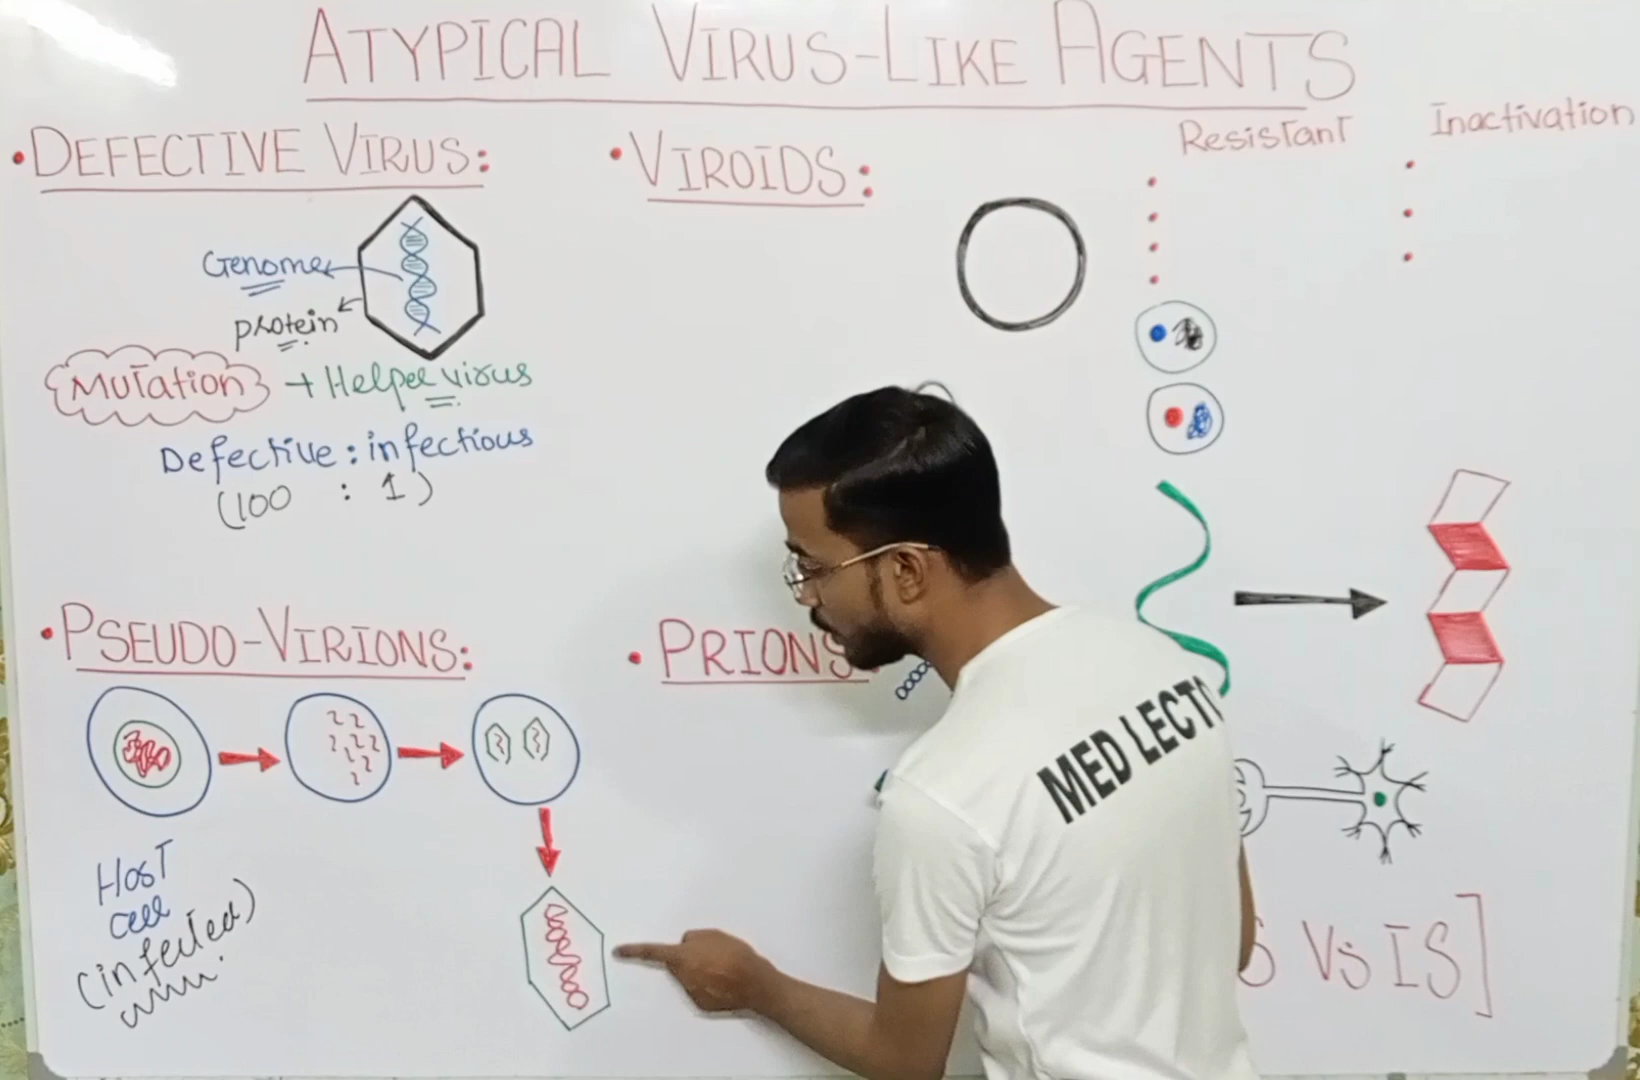 ATYPICAL VIRUS-LIKE AGENTS
• DEFECTIVE VIRUS:
Genome
protein
Mutation + Helper virus
Defective : infectious
(100 : 1)
• VIROIDS:
Resistant
Inactivation
• PSEUDO-VIRIONS:
Host
cell
(infected)
• PRIONS
MED LECT
Vs IS]